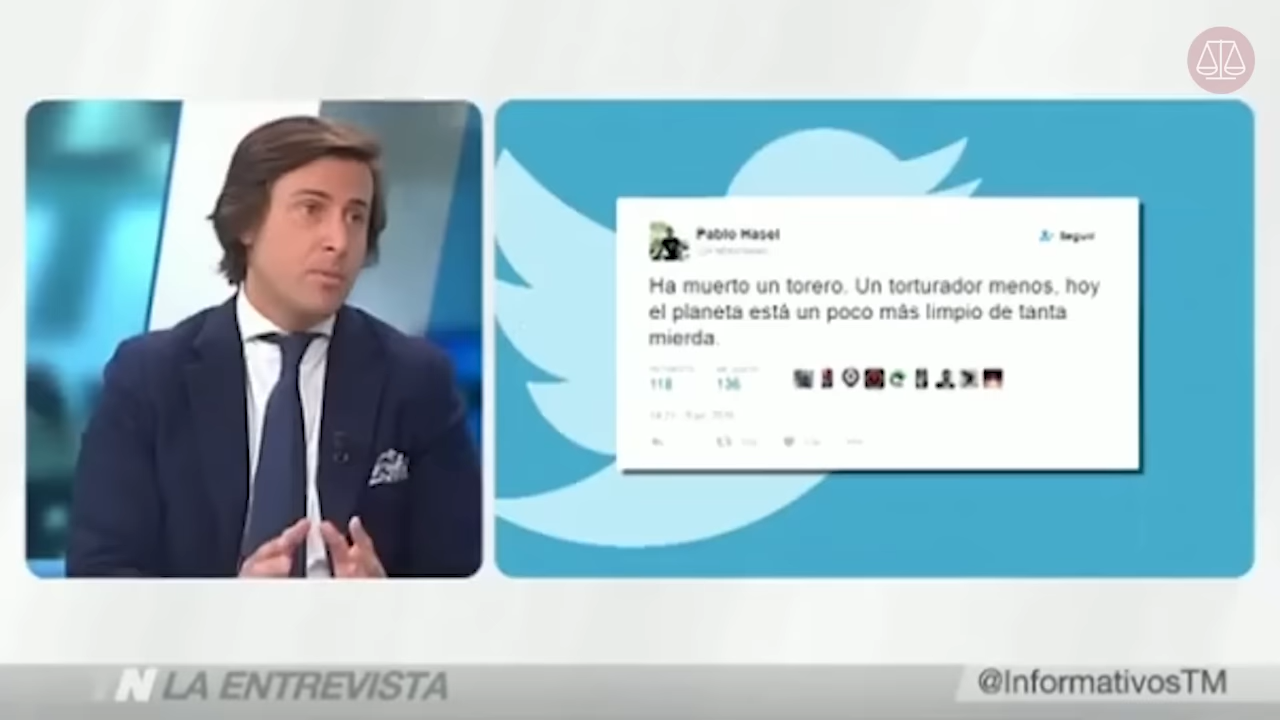 Pablo Hasel
Seguir
Ha muerto un torero. Un torturador menos, hoy
el planeta está un poco más limpio de tanta
mierda.
118 136
N LA ENTREVISTA
@InformativosTM